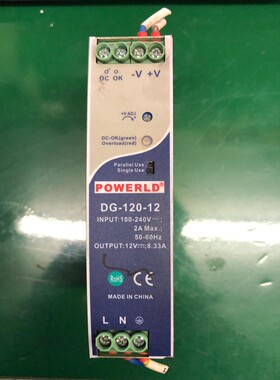 DC OK -V +V
+V ADJ
DC-OK(green)
Overload(red)
Parallel Use
Single Use
POWERLD®
DG-120-12
INPUT:100-240V
2A Max.;
50-60Hz
OUTPUT:12V⎓8.33A
RoHS CE
MADE IN CHINA
L N